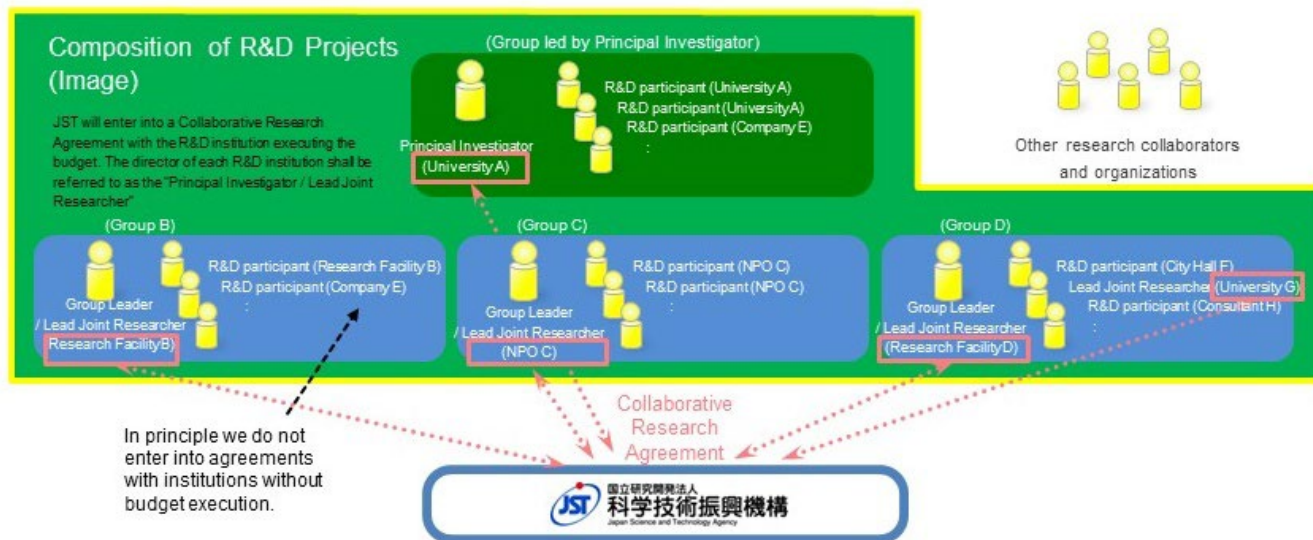 Composition of R&D Projects
(Image)
JST will enter into a Collaborative Research
Agreement with the R&D institution executing the
budget. The director of each R&D institution shall be
referred to as the "Principal Investigator / Lead Joint
Researcher"
(Group led by Principal Investigator)
R&D participant (University A)
R&D participant (University A)
R&D participant (Company E)
:
Principal Investigator
(University A)
Other research collaborators
and organizations
(Group B)
R&D participant (Research Facility B)
R&D participant (Company E)
:
Group Leader
/ Lead Joint Researcher
Research Facility B)
(Group C)
R&D participant (NPO C)
R&D participant (NPO C)
:
Group Leader
/ Lead Joint Researcher
(NPO C)
(Group D)
R&D participant (City Hall F)
Lead Joint Researcher (University G)
R&D participant (Consultant H)
:
Group Leader
/ Lead Joint Researcher
(Research Facility D)
In principle we do not
enter into agreements
with institutions without
budget execution.
Collaborative
Research
Agreement
JST
国立研究開発法人
科学技術振興機構
Japan Science and Technology Agency